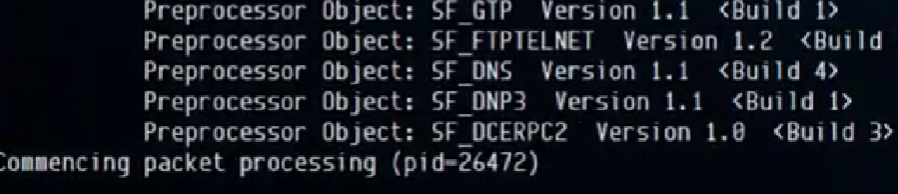 Preprocessor Object: SF_GTP Version 1.1 <Build 1>
Preprocessor Object: SF_FTPTELNET Version 1.2 <Build
Preprocessor Object: SF_DNS Version 1.1 <Build 4>
Preprocessor Object: SF_DNP3 Version 1.1 <Build 1>
Preprocessor Object: SF_DCERPC2 Version 1.0 <Build 3>
Commencing packet processing (pid=26472)